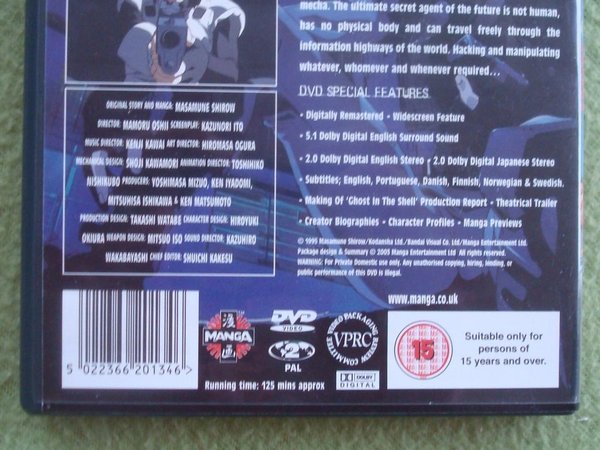 mecha. The ultimate secret agent of the future is not human,
has no physical body and can travel freely through the
information highways of the world. Hacking and manipulating
whatever, whomever and whenever required...
DVD SPECIAL FEATURES
• Digitally Remastered • Widescreen Feature
• 5.1 Dolby Digital English Surround Sound
• 2.0 Dolby Digital English Stereo • 2.0 Dolby Digital Japanese Stereo
• Subtitles; English, Portuguese, Danish, Finnish, Norwegian & Swedish.
• Making Of 'Ghost In The Shell' Production Report • Theatrical Trailer
• Creator Biographies • Character Profiles • Manga Previews
© 1995 Masamune Shirow/Kodansha Ltd./Bandai Visual Co. Ltd/Manga Entertainment Ltd.
Package design & Summary © 2005 Manga Entertainment Ltd. All Rights Reserved.
WARNING: For Private Domestic use only. Any unauthorised copying, hiring, lending, or
public performance of this DVD is illegal.
www.manga.co.uk
ORIGINAL STORY AND MANGA: MASAMUNE SHIROW
DIRECTOR: MAMORU OSHII SCREENPLAY: KAZUNORI ITO
MUSIC DIRECTOR: KENJI KAWAI ART DIRECTOR: HIROMASA OGURA
MECHANICAL DESIGN: SHOJI KAWAMORI ANIMATION DIRECTOR: TOSHIHIKO
NISHIKUBO PRODUCERS: YOSHIMASA MIZUO, KEN IYADOMI,
MITSUHISA ISHIKAWA & KEN MATSUMOTO
PRODUCTION DESIGN: TAKASHI WATABE CHARACTER DESIGN: HIROYUKI
OKIURA WEAPON DESIGN: MITSUO ISO SOUND DIRECTOR: KAZUHIRO
WAKABAYASHI CHIEF EDITOR: SHUICHI KAKESU
5 022366 201346 >
MANGA
DVD
VIDEO
2
PAL
VIDEO PACKAGING REVIEW COMMITTEE
VPRC
DOLBY
DIGITAL
Running time: 125 mins approx
15
Suitable only for
persons of
15 years and over.